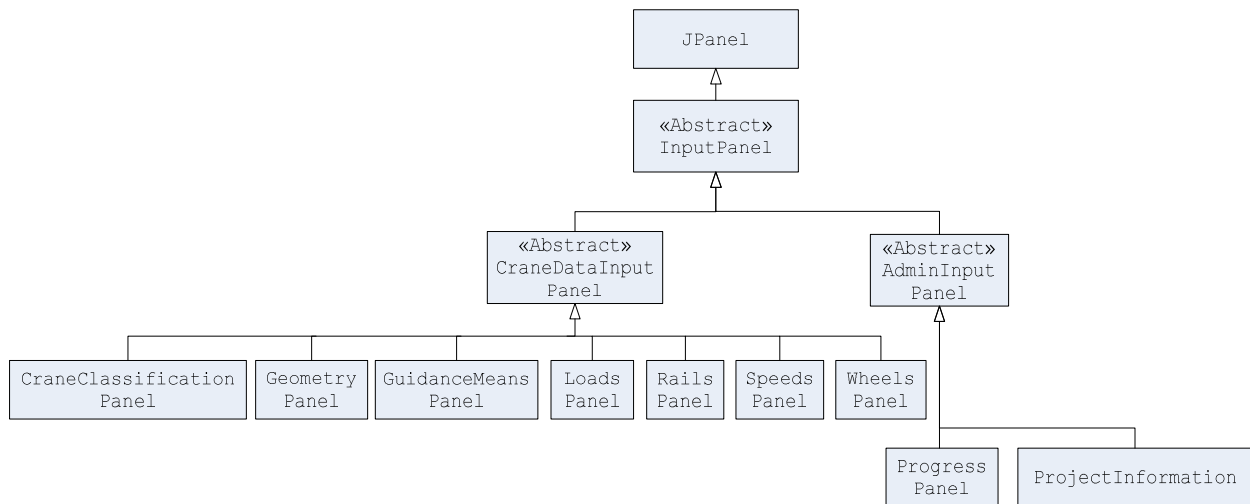 JPanel
«Abstract»
InputPanel
«Abstract»
CraneDataInput
Panel
«Abstract»
AdminInput
Panel
CraneClassification
Panel
Geometry
Panel
GuidanceMeans
Panel
Loads
Panel
Rails
Panel
Speeds
Panel
Wheels
Panel
Progress
Panel
ProjectInformation